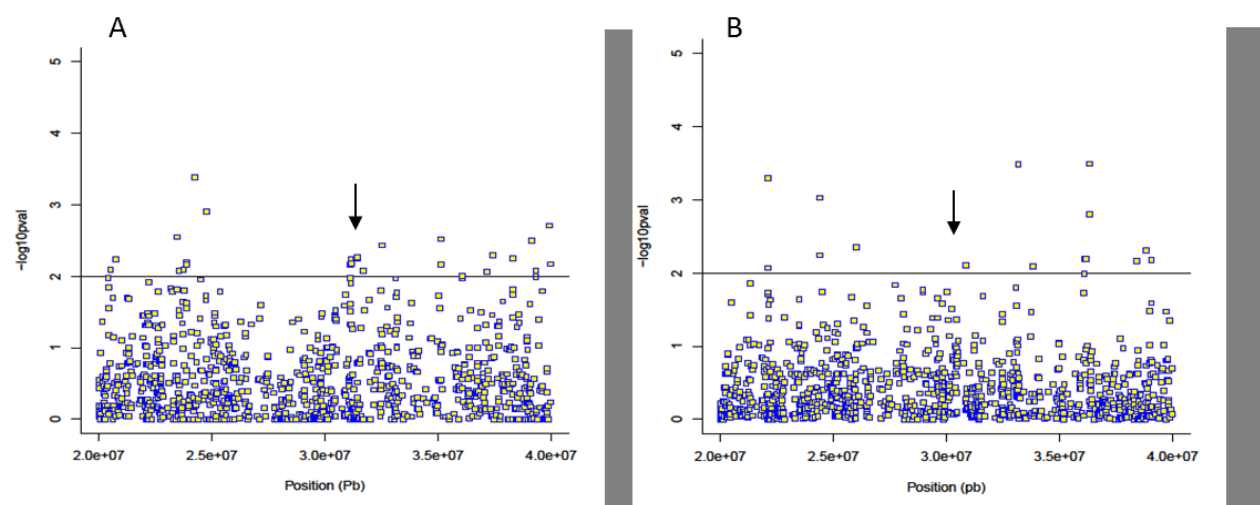 A
B
5
4
3
2
1
0
-log10pval
2.0e+07
2.5e+07
3.0e+07
3.5e+07
4.0e+07
Position (Pb)
5
4
3
2
1
0
-log10pval
2.0e+07
2.5e+07
3.0e+07
3.5e+07
4.0e+07
Position (pb)